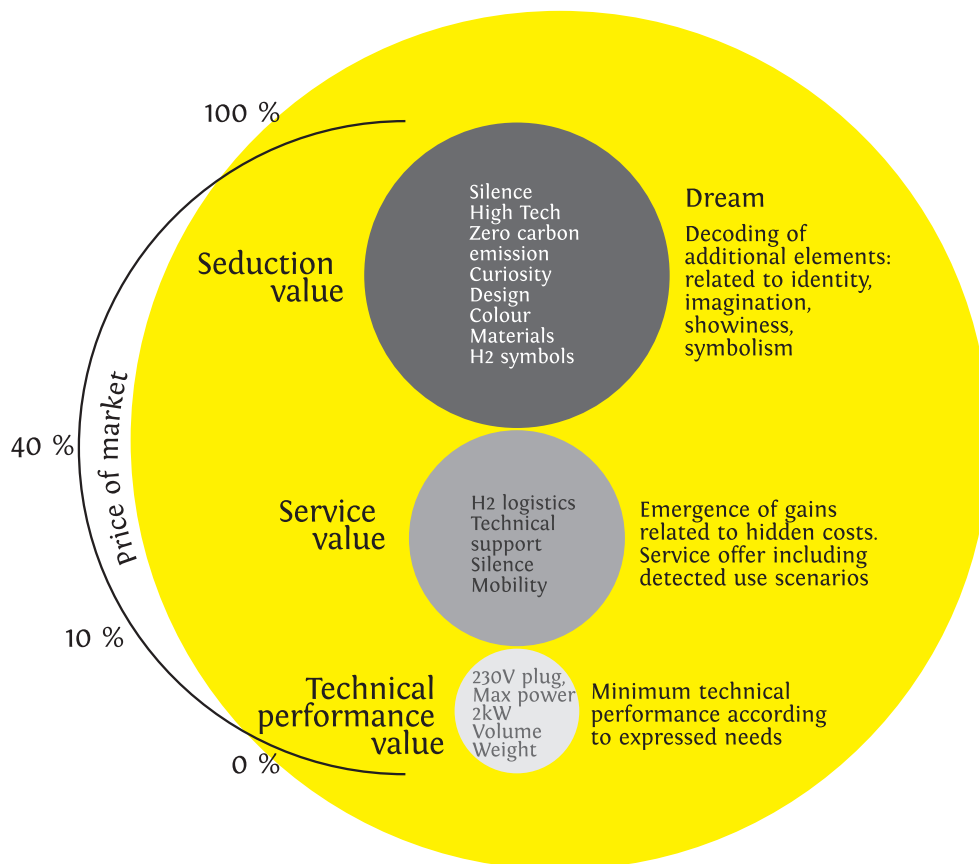 100 %
40 %
10 %
0 %
Price of market
Seduction
value
Silence
High Tech
Zero carbon
emission
Curiosity
Design
Colour
Materials
H2 symbols
Dream
Decoding of
additional elements:
related to identity,
imagination,
showiness,
symbolism
Service
value
H2 logistics
Technical
support
Silence
Mobility
Emergence of gains
related to hidden costs.
Service offer including
detected use scenarios
Technical
performance
value
230V plug,
Max power
2kW
Volume
Weight
Minimum technical
performance according
to expressed needs